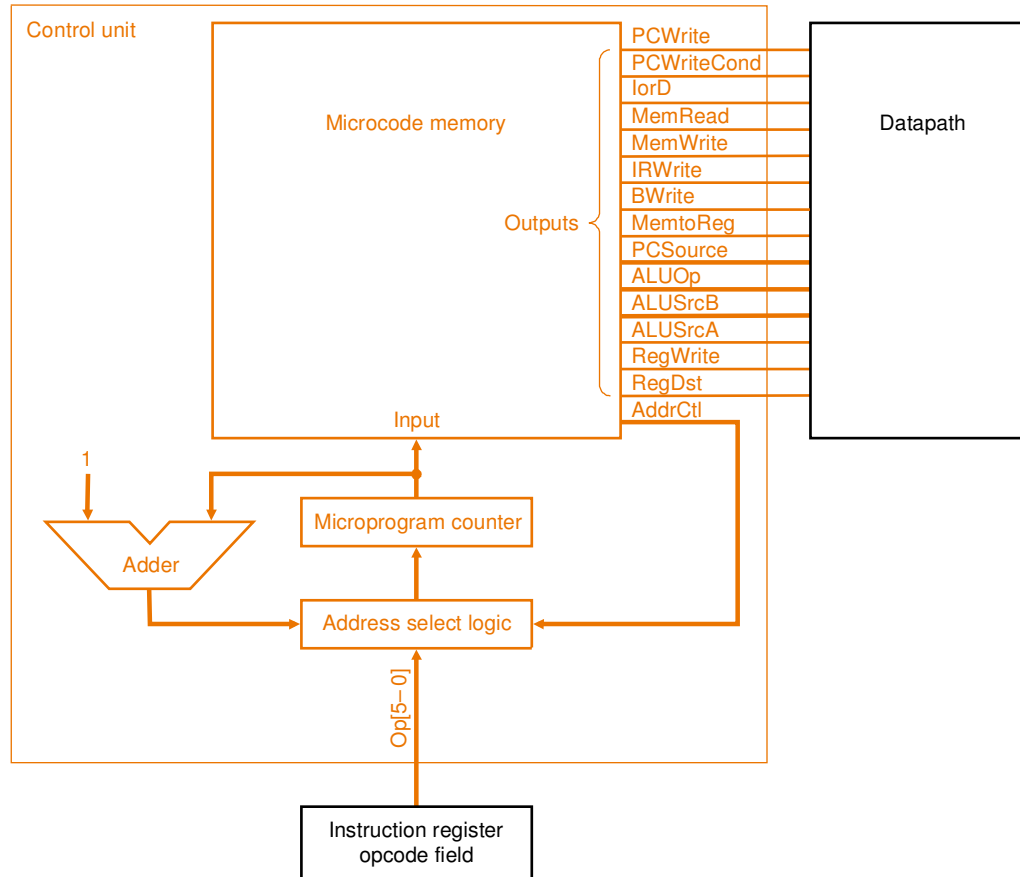 Control unit
Microcode memory
Outputs
Input
PCWrite
PCWriteCond
IorD
MemRead
MemWrite
IRWrite
BWrite
MemtoReg
PCSource
ALUOp
ALUSrcB
ALUSrcA
RegWrite
RegDst
AddrCtl
Datapath
1
Adder
Microprogram counter
Address select logic
Op[5–0]
Instruction register
opcode field